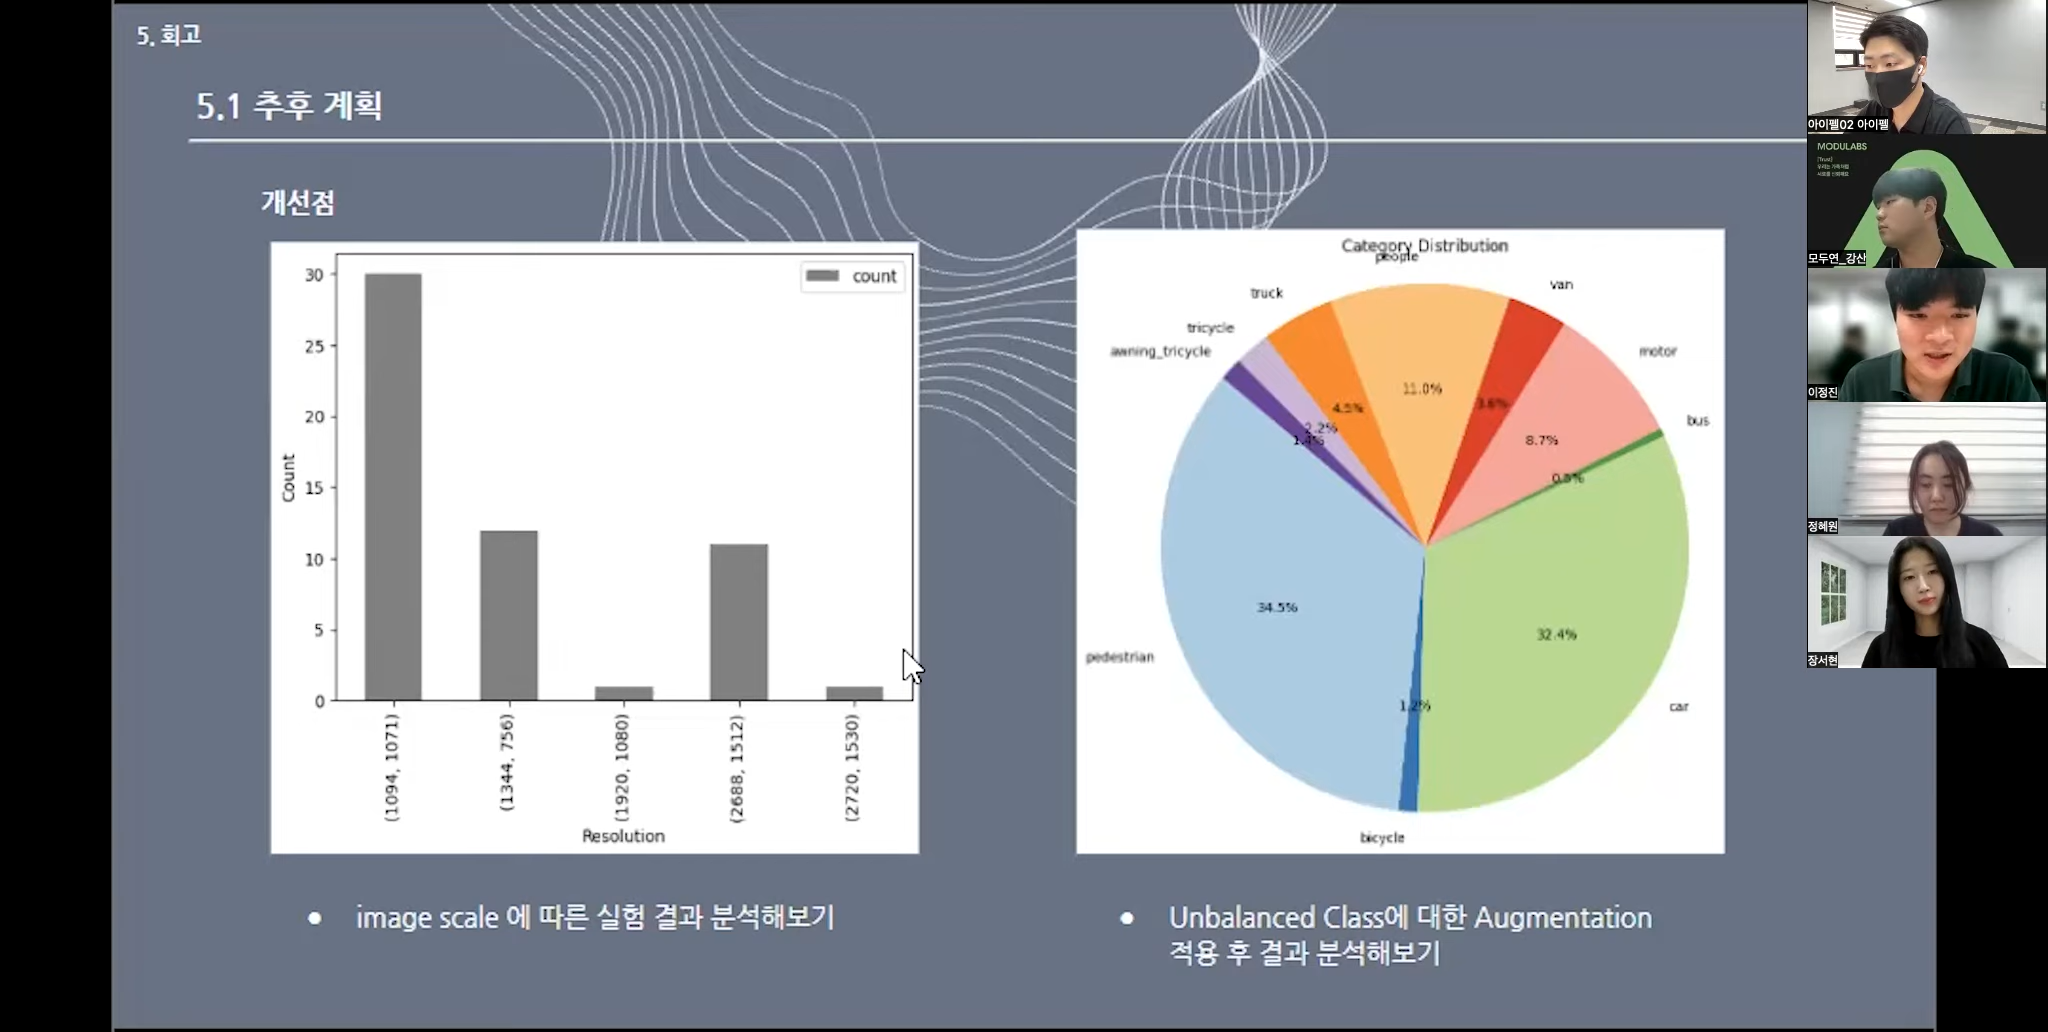 5. 회고
5.1 추후 계획
개선점
count
30
25
20
15
10
5
0
Count
(1094, 1071)
(1344, 756)
(1920, 1080)
(2688, 1512)
(2720, 1530)
Resolution
Category Distribution
people
van
truck
tricycle
motor
awning_tricycle
bus
11.0%
3.6%
4.5%
2.2%
1.4%
8.7%
34.5%
32.4%
pedestrian
1.2%
car
bicycle
● image scale 에 따른 실험 결과 분석해보기
● Unbalanced Class에 대한 Augmentation
적용 후 결과 분석해보기
아이펠02 아이펠
MODULABS
모두연_강산
이정진
정혜원
장서현